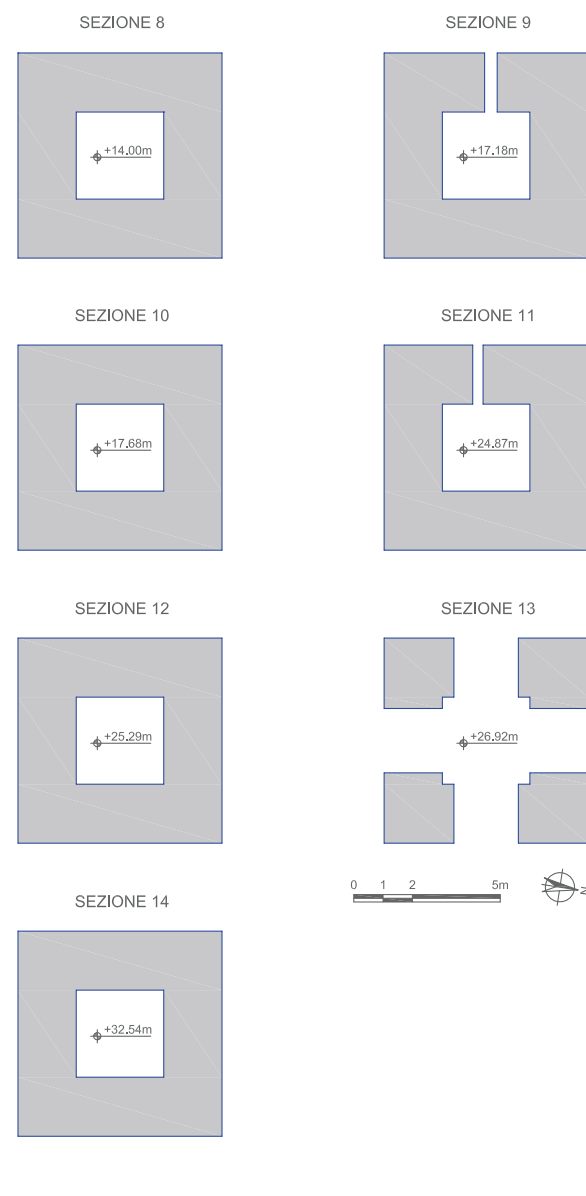 SEZIONE 8
SEZIONE 9
+14.00m
+17.18m
SEZIONE 10
SEZIONE 11
+17.68m
+24.87m
SEZIONE 12
SEZIONE 13
+25.29m
+26.92m
0 1 2 5m
N
SEZIONE 14
+32.54m